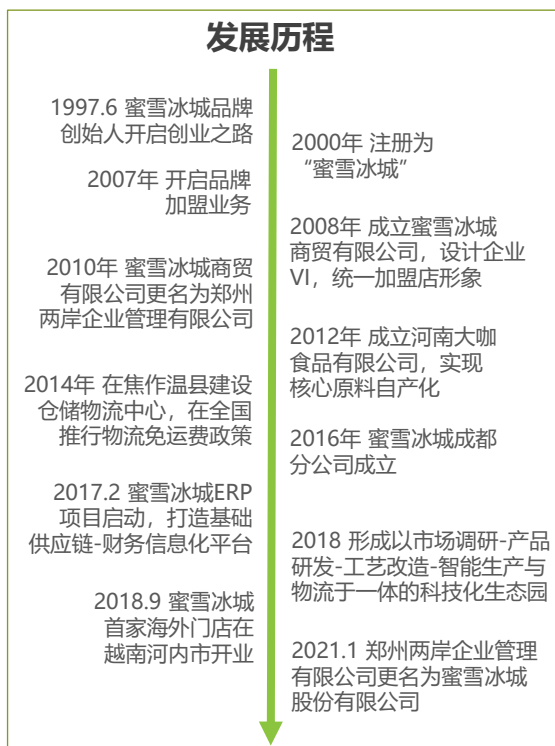 发展历程
1997.6 蜜雪冰城品牌
创始人开启创业之路
2000年 注册为
“蜜雪冰城”
2007年 开启品牌
加盟业务
2008年 成立蜜雪冰城
商贸有限公司，设计企业
VI，统一加盟店形象
2010年 蜜雪冰城商贸
有限公司更名为郑州
两岸企业管理有限公司
2012年 成立河南大咖
食品有限公司，实现
核心原料自产化
2014年 在焦作温县建设
仓储物流中心，在全国
推行物流免运费政策
2016年 蜜雪冰城成都
分公司成立
2017.2 蜜雪冰城ERP
项目启动，打造基础
供应链-财务信息化平台
2018 形成以市场调研-产品
研发-工艺改造-智能生产与
物流于一体的科技化生态园
2018.9 蜜雪冰城
首家海外门店在
越南河内市开业
2021.1 郑州两岸企业管理
有限公司更名为蜜雪冰城
股份有限公司